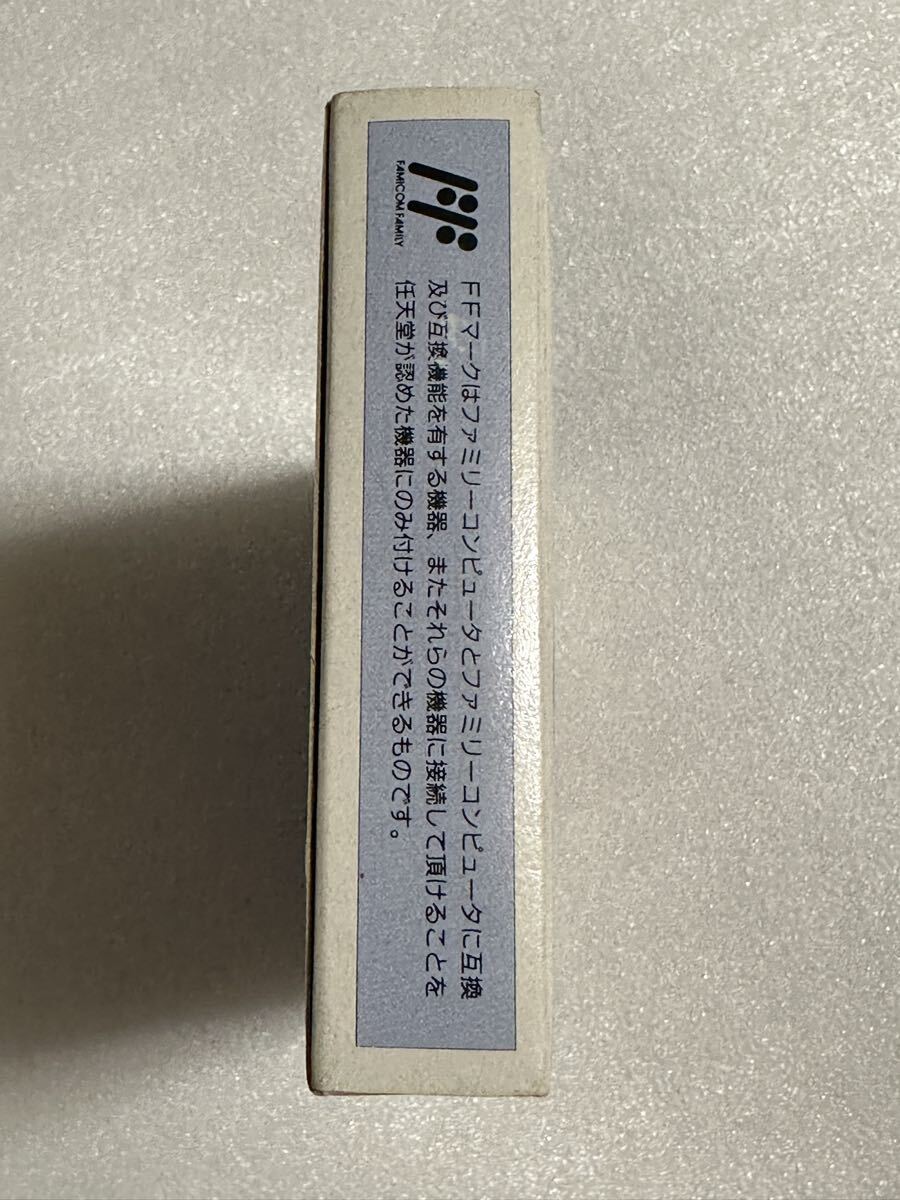 FAMICOM FAMILY
FFマークはファミリーコンピュータとファミリーコンピュータに互換
及び互換機能を有する機器、またそれらの機器に接続して頂けることを
任天堂が認めた機器にのみ付けることができるものです。